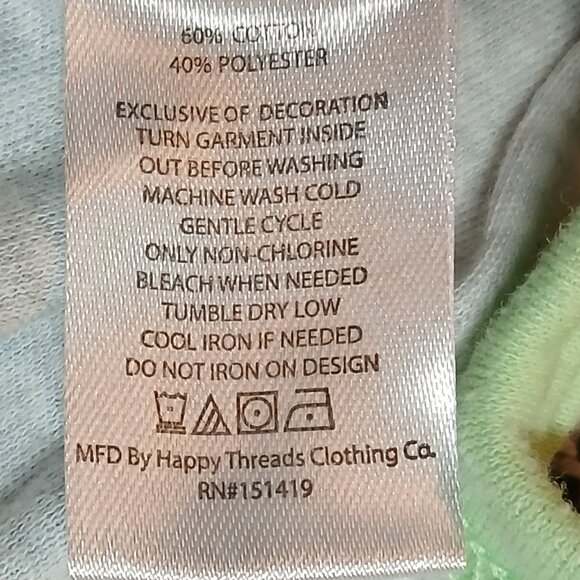 60% COTTON
40% POLYESTER
EXCLUSIVE OF DECORATION
TURN GARMENT INSIDE
OUT BEFORE WASHING
MACHINE WASH COLD
GENTLE CYCLE
ONLY NON-CHLORINE
BLEACH WHEN NEEDED
TUMBLE DRY LOW
COOL IRON IF NEEDED
DO NOT IRON ON DESIGN
MFD By Happy Threads Clothing Co.
RN#151419